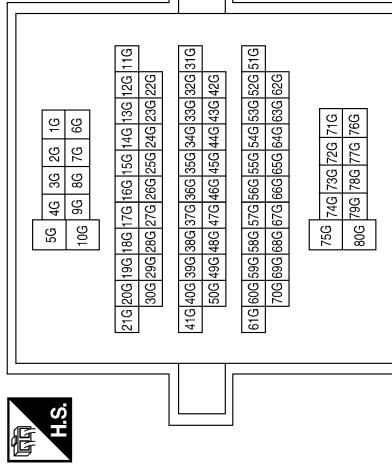 H.S.
5G 4G 3G 2G 1G
10G 9G 8G 7G 6G
21G 20G 19G 18G 17G 16G 15G 14G 13G 12G 11G
30G 29G 28G 27G 26G 25G 24G 23G 22G
41G 40G 39G 38G 37G 36G 35G 34G 33G 32G 31G
50G 49G 48G 47G 46G 45G 44G 43G 42G
61G 60G 59G 58G 57G 56G 55G 54G 53G 52G 51G
70G 69G 68G 67G 66G 65G 64G 63G 62G
75G 74G 73G 72G 71G
80G 79G 78G 77G 76G